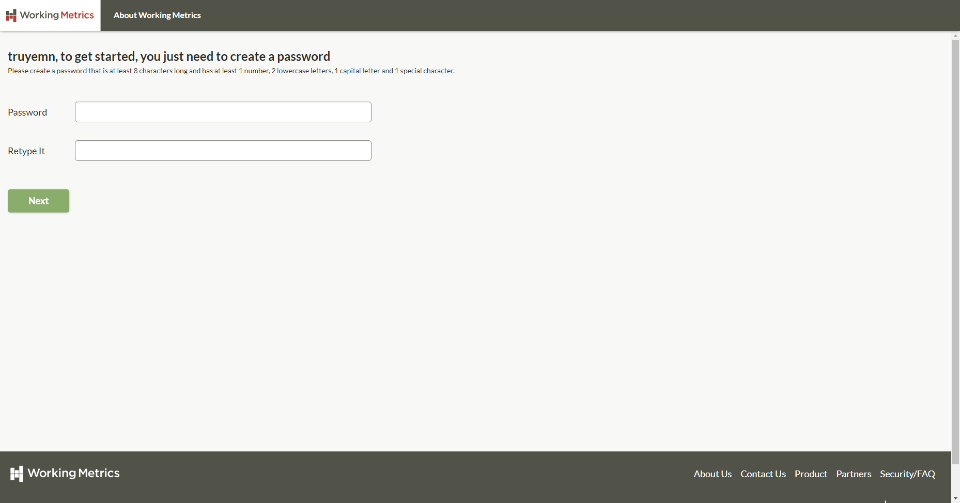 Working Metrics About Working Metrics
truyemn, to get started, you just need to create a password
Please create a password that is at least 8 characters long and has at least 1 number, 2 lowercase letters, 1 capital letter and 1 special character.
Password
Retype It
Next
Working Metrics About Us Contact Us Product Partners Security/FAQ